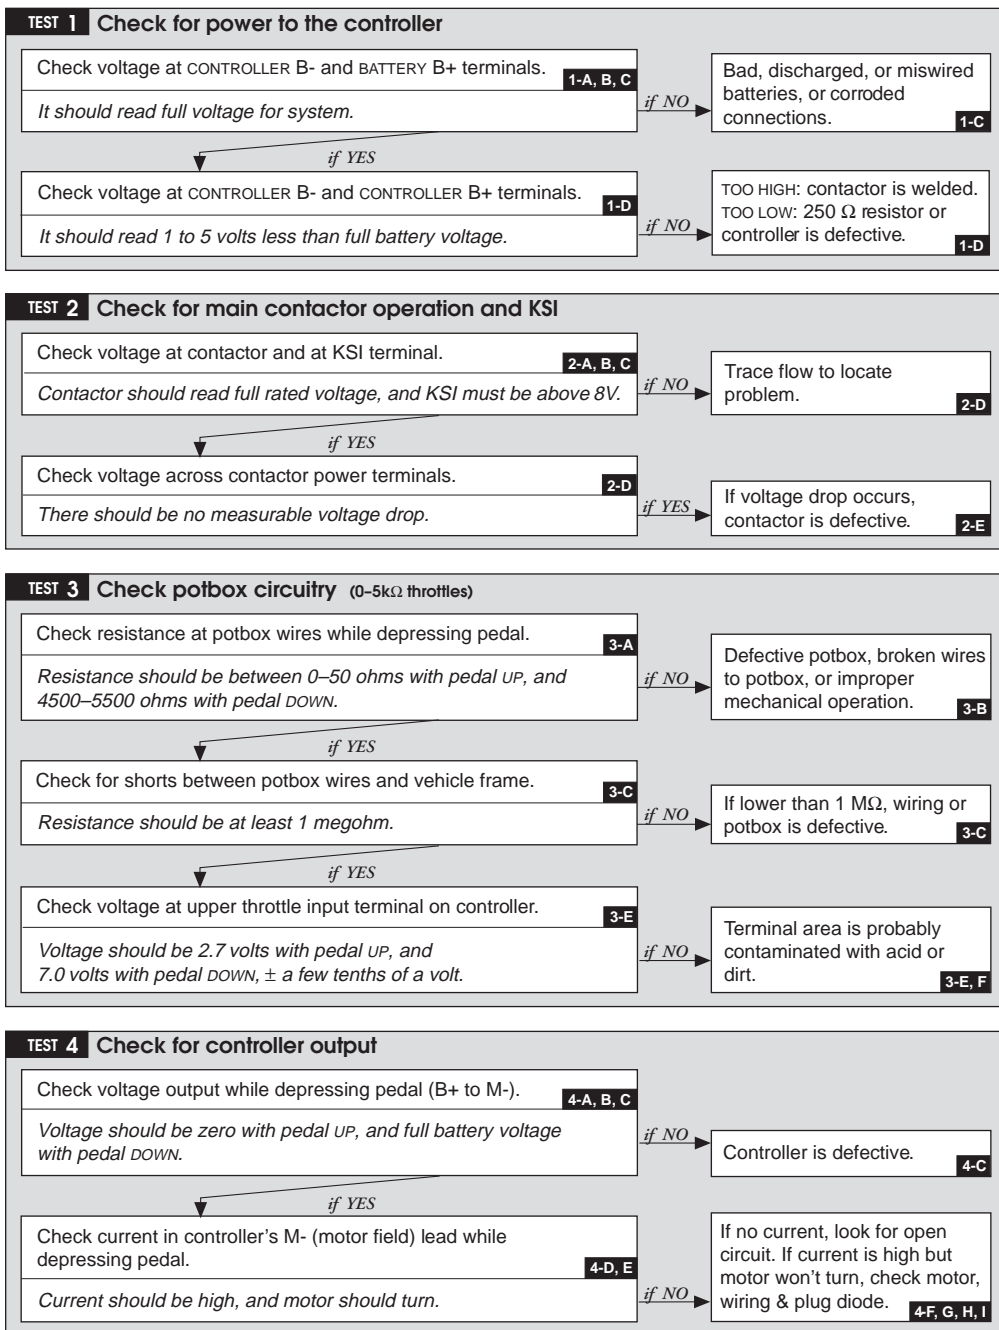 TEST 1 Check for power to the controller
Check voltage at CONTROLLER B- and BATTERY B+ terminals.
1-A, B, C
It should read full voltage for system.
if NO
Bad, discharged, or miswired
batteries, or corroded
connections.
1-C
if YES
Check voltage at CONTROLLER B- and CONTROLLER B+ terminals.
1-D
It should read 1 to 5 volts less than full battery voltage.
if NO
TOO HIGH: contactor is welded.
TOO LOW: 250 Ω resistor or
controller is defective.
1-D
TEST 2 Check for main contactor operation and KSI
Check voltage at contactor and at KSI terminal.
2-A, B, C
Contactor should read full rated voltage, and KSI must be above 8V.
if NO
Trace flow to locate
problem.
2-D
if YES
Check voltage across contactor power terminals.
2-D
There should be no measurable voltage drop.
if YES
If voltage drop occurs,
contactor is defective.
2-E
TEST 3 Check potbox circuitry (0–5kΩ throttles)
Check resistance at potbox wires while depressing pedal.
3-A
Resistance should be between 0–50 ohms with pedal UP, and
4500–5500 ohms with pedal DOWN.
if NO
Defective potbox, broken wires
to potbox, or improper
mechanical operation.
3-B
if YES
Check for shorts between potbox wires and vehicle frame.
3-C
Resistance should be at least 1 megohm.
if NO
If lower than 1 MΩ, wiring or
potbox is defective.
3-C
if YES
Check voltage at upper throttle input terminal on controller.
3-E
Voltage should be 2.7 volts with pedal UP, and
7.0 volts with pedal DOWN, ± a few tenths of a volt.
if NO
Terminal area is probably
contaminated with acid or
dirt.
3-E, F
TEST 4 Check for controller output
Check voltage output while depressing pedal (B+ to M-).
4-A, B, C
Voltage should be zero with pedal UP, and full battery voltage
with pedal DOWN.
if NO
Controller is defective.
4-C
if YES
Check current in controller's M- (motor field) lead while
depressing pedal.
4-D, E
Current should be high, and motor should turn.
if NO
If no current, look for open
circuit. If current is high but
motor won't turn, check motor,
wiring & plug diode.
4-F, G, H, I